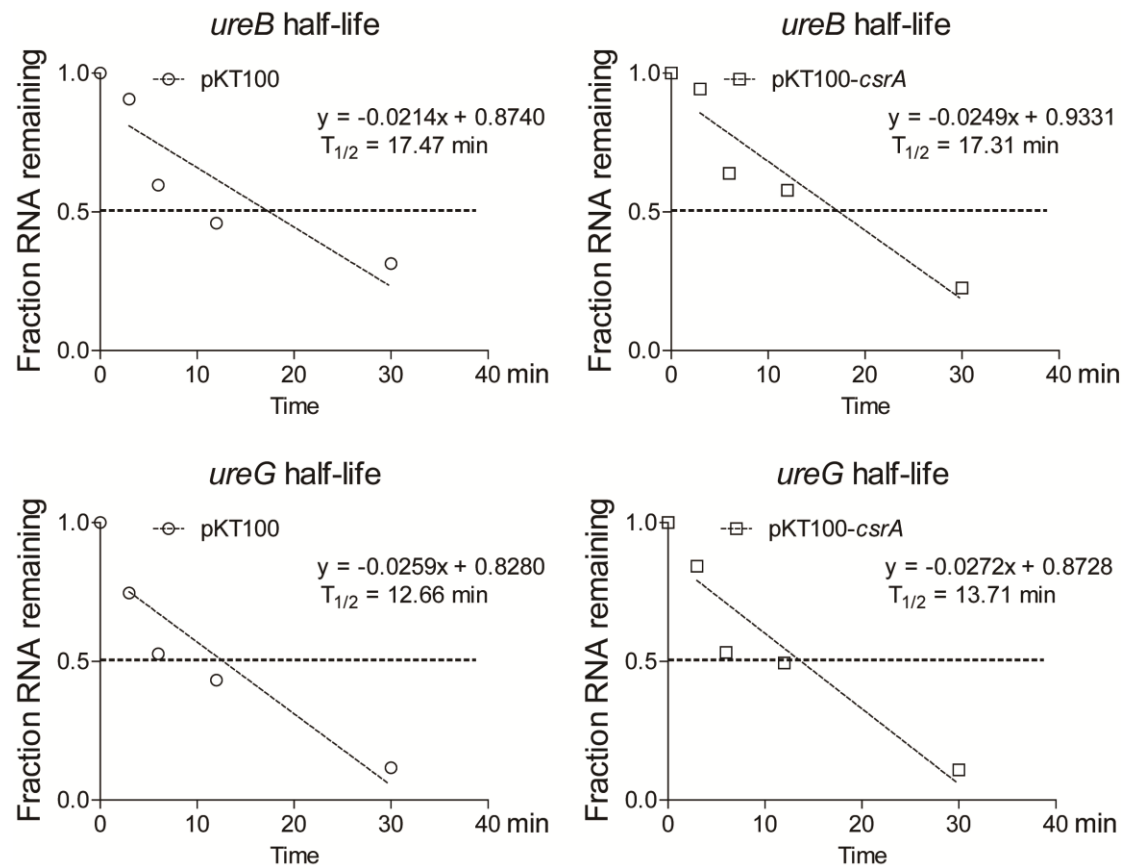 ureB half-life
Fraction RNA remaining
1.0
0.5
0.0
pKT100
y = -0.0214x + 0.8740
T1/2 = 17.47 min
0 10 20 30 40 min
Time
ureB half-life
Fraction RNA remaining
1.0
0.5
0.0
pKT100-csrA
y = -0.0249x + 0.9331
T1/2 = 17.31 min
0 10 20 30 40 min
Time
ureG half-life
Fraction RNA remaining
1.0
0.5
0.0
pKT100
y = -0.0259x + 0.8280
T1/2 = 12.66 min
0 10 20 30 40 min
Time
ureG half-life
Fraction RNA remaining
1.0
0.5
0.0
pKT100-csrA
y = -0.0272x + 0.8728
T1/2 = 13.71 min
0 10 20 30 40 min
Time